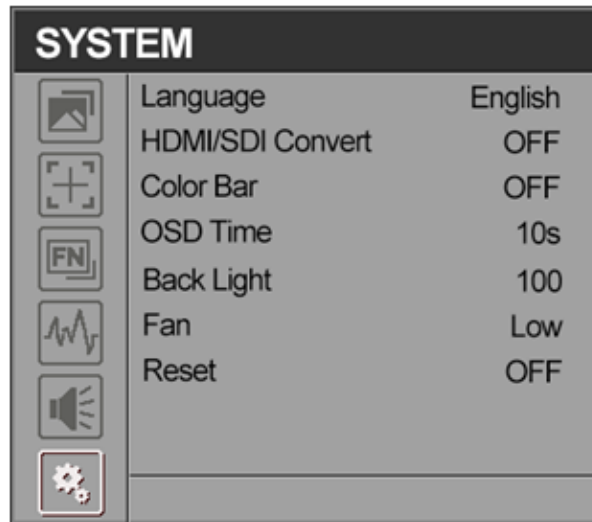 SYSTEM
Language English
HDMI/SDI Convert OFF
Color Bar OFF
OSD Time 10s
FN
Back Light 100
Fan Low
Reset OFF